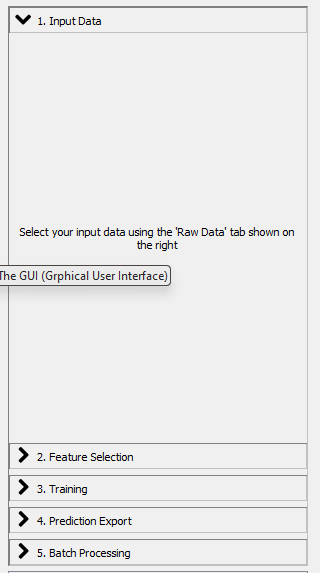 1. Input Data
Select your input data using the 'Raw Data' tab shown on
the right
The GUI (Grphical User Interface)
2. Feature Selection
3. Training
4. Prediction Export
5. Batch Processing